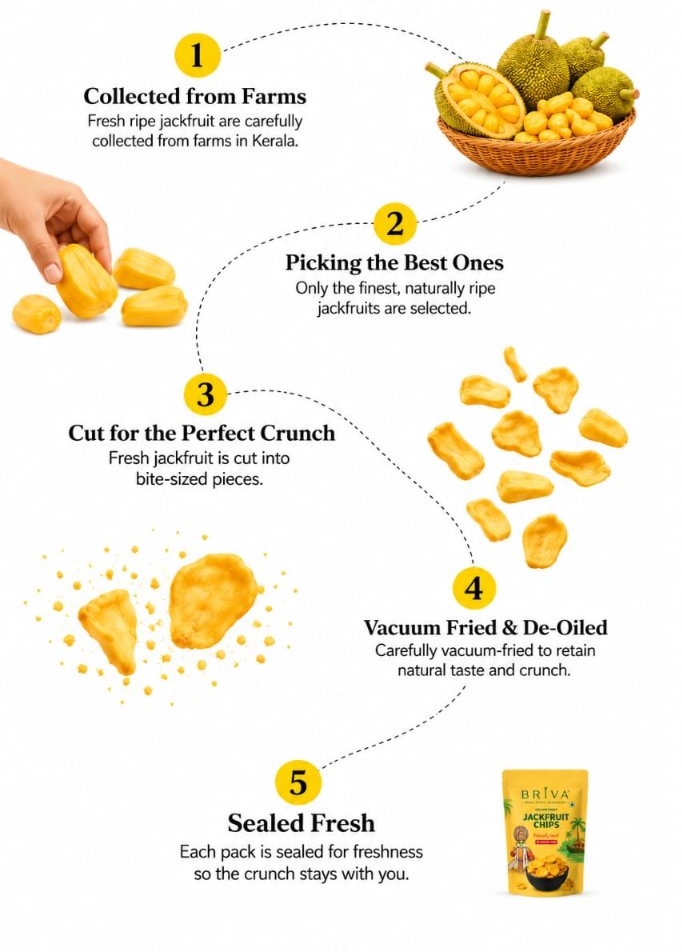 1
Collected from Farms
Fresh ripe jackfruit are carefully
collected from farms in Kerala.
2
Picking the Best Ones
Only the finest, naturally ripe
jackfruits are selected.
3
Cut for the Perfect Crunch
Fresh jackfruit is cut into
bite-sized pieces.
4
Vacuum Fried & De-Oiled
Carefully vacuum-fried to retain
natural taste and crunch.
5
Sealed Fresh
Each pack is sealed for freshness
so the crunch stays with you.
BRIVA
JACKFRUIT
CHIPS